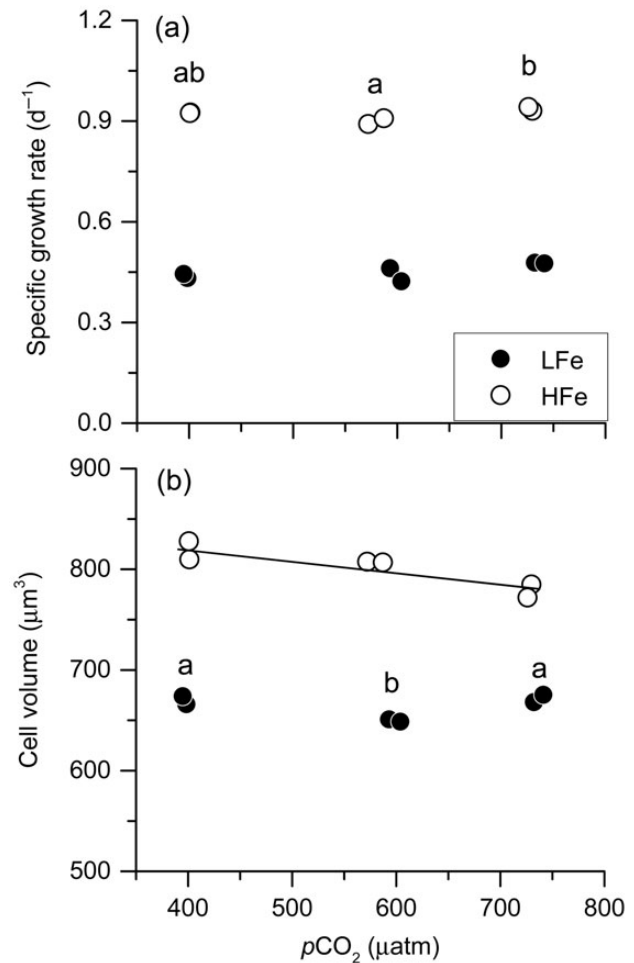 (a)
1.2
0.9
0.6
0.3
0.0
Specific growth rate (d⁻¹)
ab
a
b
LFe
HFe
(b)
900
800
700
600
500
Cell volume (μm³)
a
b
a
400
500
600
700
800
pCO₂ (μatm)